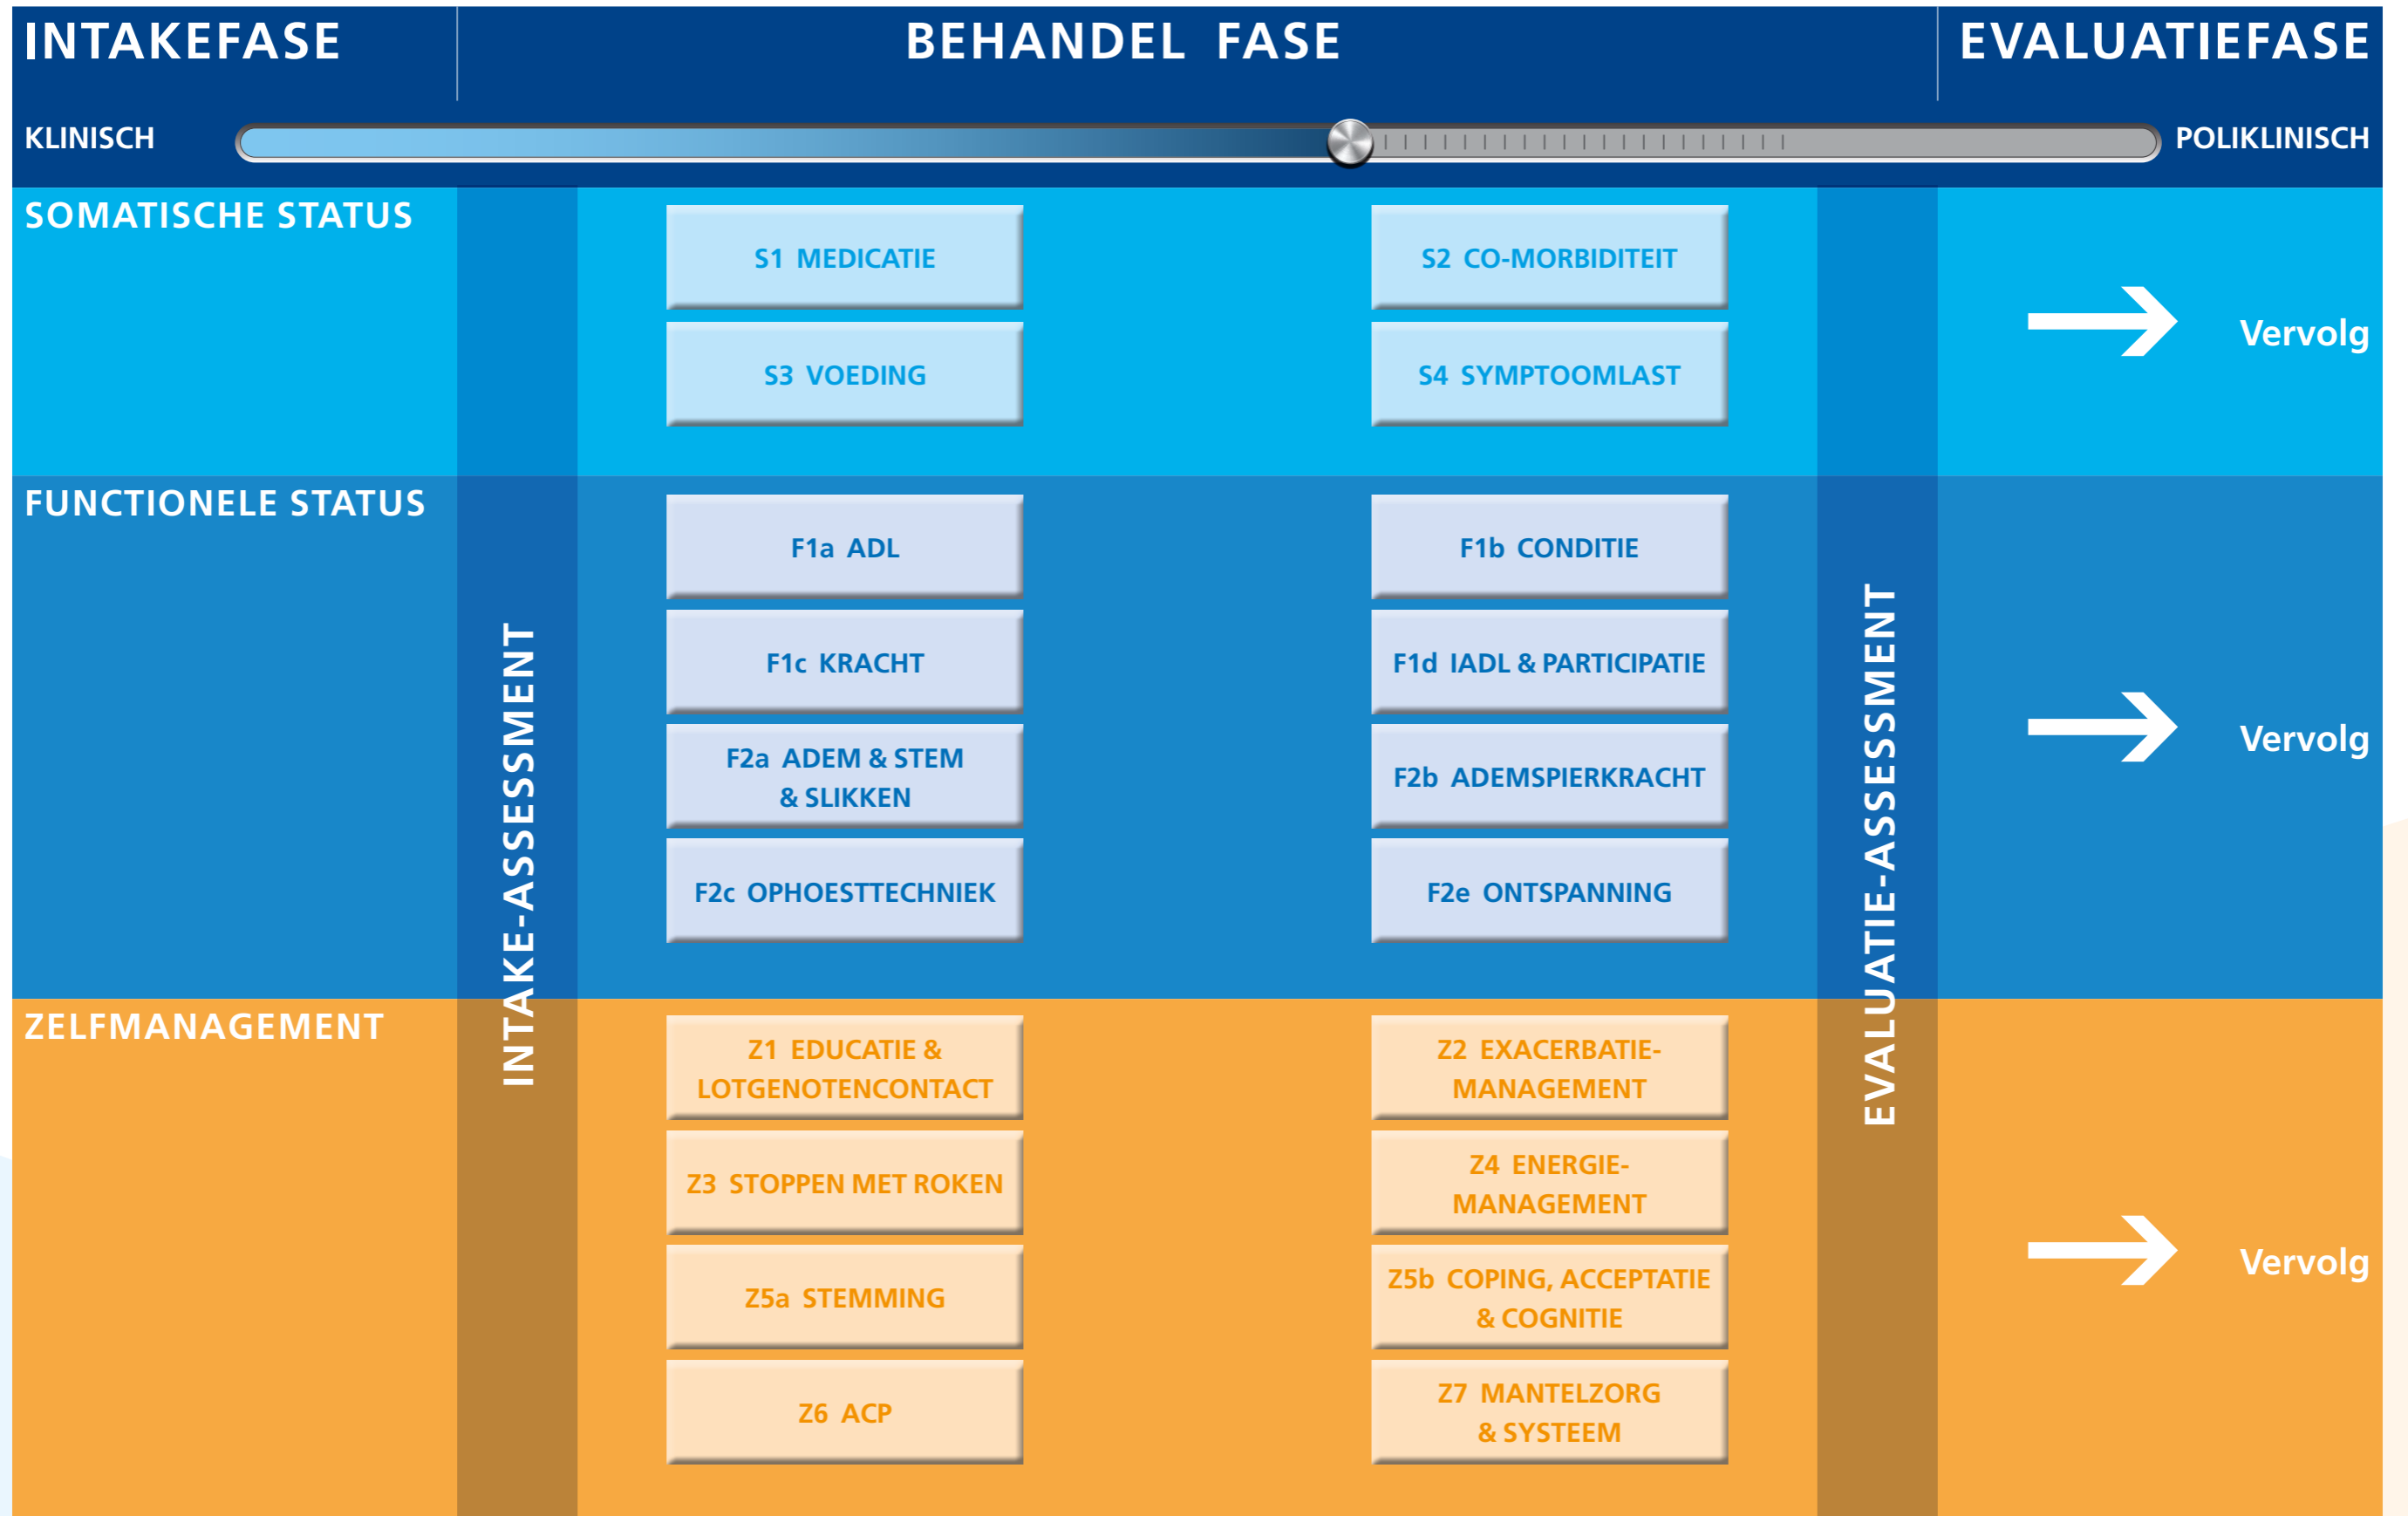 INTAKEFASE
BEHANDEL FASE
EVALUATIEFASE
KLINISCH
POLIKLINISCH
SOMATISCHE STATUS
S1 MEDICATIE
S2 CO-MORBIDITEIT
S3 VOEDING
S4 SYMPTOOMLAST
Vervolg
FUNCTIONELE STATUS
F1a ADL
F1b CONDITIE
F1c KRACHT
F1d IADL & PARTICIPATIE
F2a ADEM & STEM
& SLIKKEN
F2b ADEMSPIERKRACHT
F2c OPHOESTTECHNIEK
F2e ONTSPANNING
Vervolg
INTAKE-ASSESSMENT
EVALUATIE-ASSESSMENT
ZELFMANAGEMENT
Z1 EDUCATIE &
LOTGENOTENCONTACT
Z2 EXACERBATIE-
MANAGEMENT
Z3 STOPPEN MET ROKEN
Z4 ENERGIE-
MANAGEMENT
Z5a STEMMING
Z5b COPING, ACCEPTATIE
& COGNITIE
Z6 ACP
Z7 MANTELZORG
& SYSTEEM
Vervolg